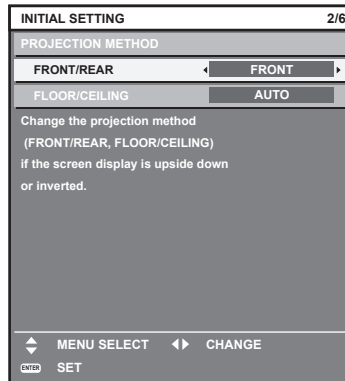 INITIAL SETTING 2/6
PROJECTION METHOD
FRONT/REAR FRONT
FLOOR/CEILING AUTO
Change the projection method
(FRONT/REAR, FLOOR/CEILING)
if the screen display is upside down
or inverted.
MENU SELECT CHANGE
ENTER SET